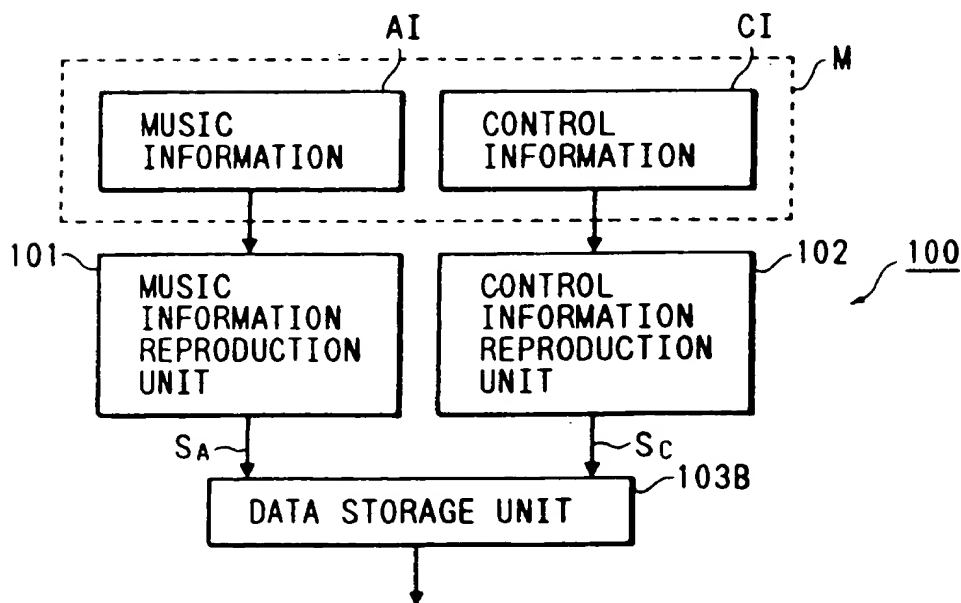 AI
CI
M
MUSIC
INFORMATION
CONTROL
INFORMATION
101
102
100
MUSIC
INFORMATION
REPRODUCTION
UNIT
CONTROL
INFORMATION
REPRODUCTION
UNIT
SA
SC
103B
DATA STORAGE UNIT